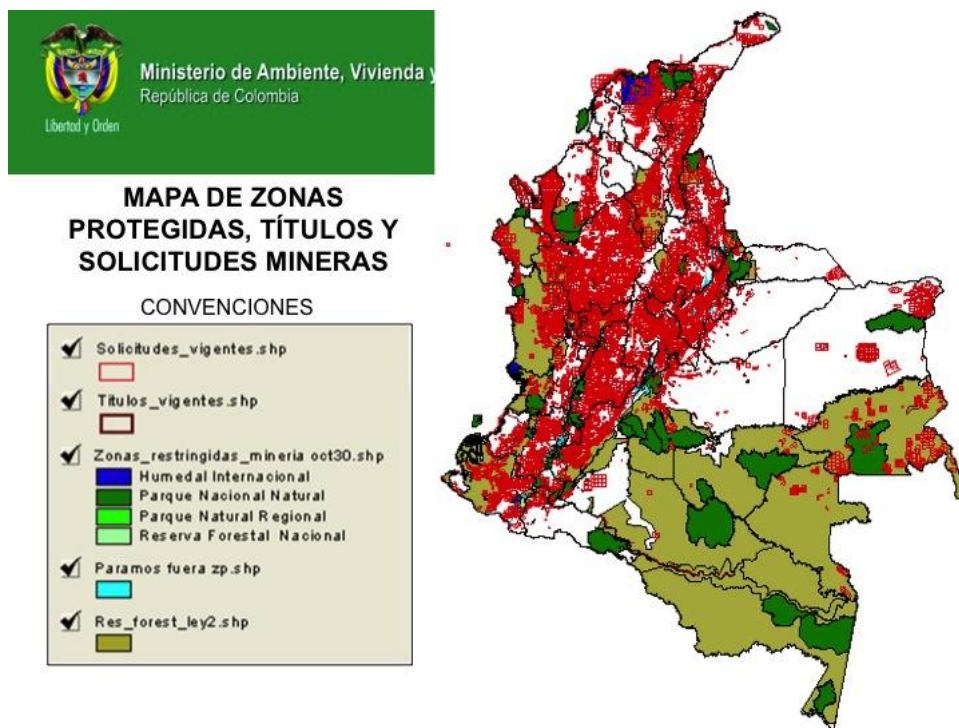 Ministerio de Ambiente, Vivienda y
República de Colombia
Libertad y Orden
MAPA DE ZONAS
PROTEGIDAS, TÍTULOS Y
SOLICITUDES MINERAS
CONVENCIONES
Solicitudes_vigentes.shp
Titulos_vigentes.shp
Zonas_restringidas_mineria oct30.shp
Humedal Internacional
Parque Nacional Natural
Parque Natural Regional
Reserva Forestal Nacional
Paramos fuera zp.shp
Res_forest_ley2.shp